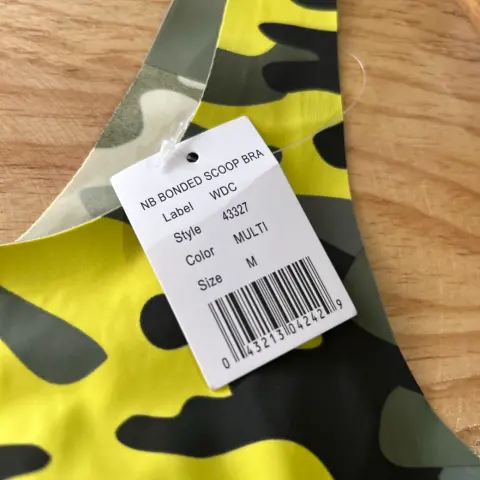 NB BONDED SCOOP BRA
Label WDC
Style 43327
Color MULTI
Size M
0 43213 04242 9